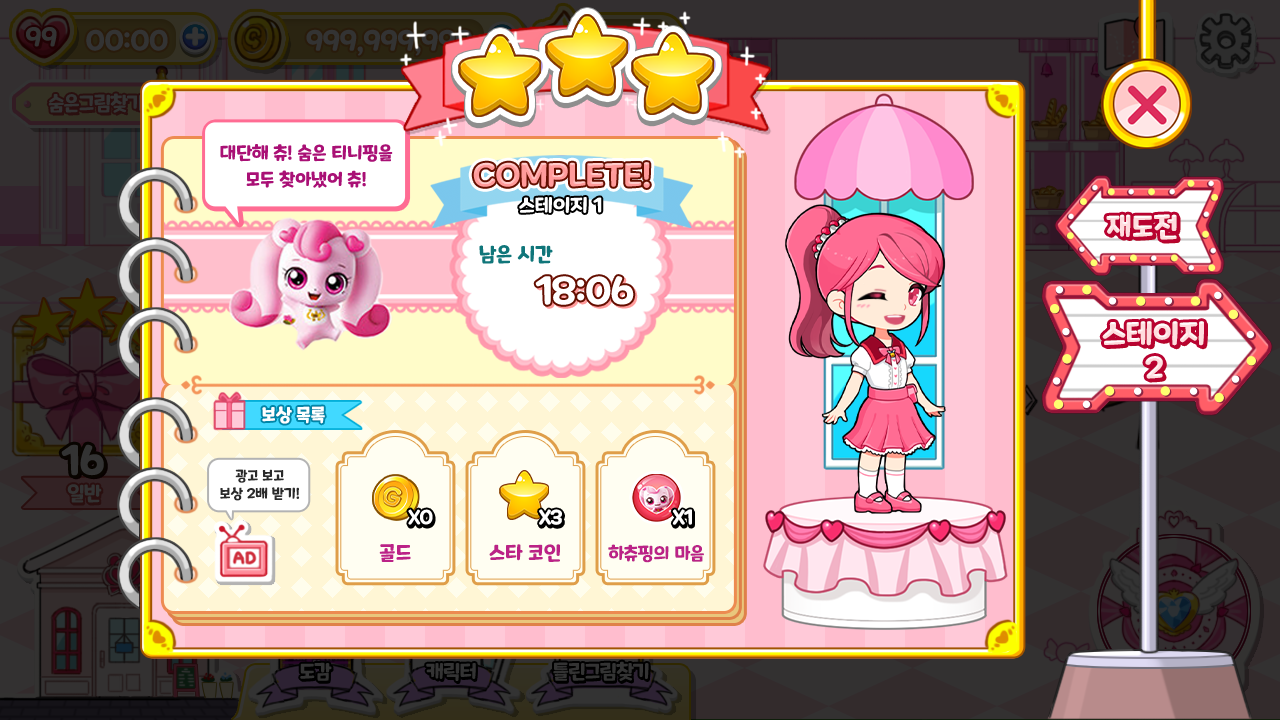 99
00:00
999,999
숨은그림찾기
대단해 츄! 숨은 티니핑을
모두 찾아냈어 츄!
COMPLETE!
스테이지 1
남은 시간
18:06
재도전
스테이지
2
보상 목록
16
일반
광고 보고
보상 2배 받기!
AD
G
X0
골드
X3
스타 코인
X1
하츄핑의 마음
도감
캐릭터
틀린그림찾기